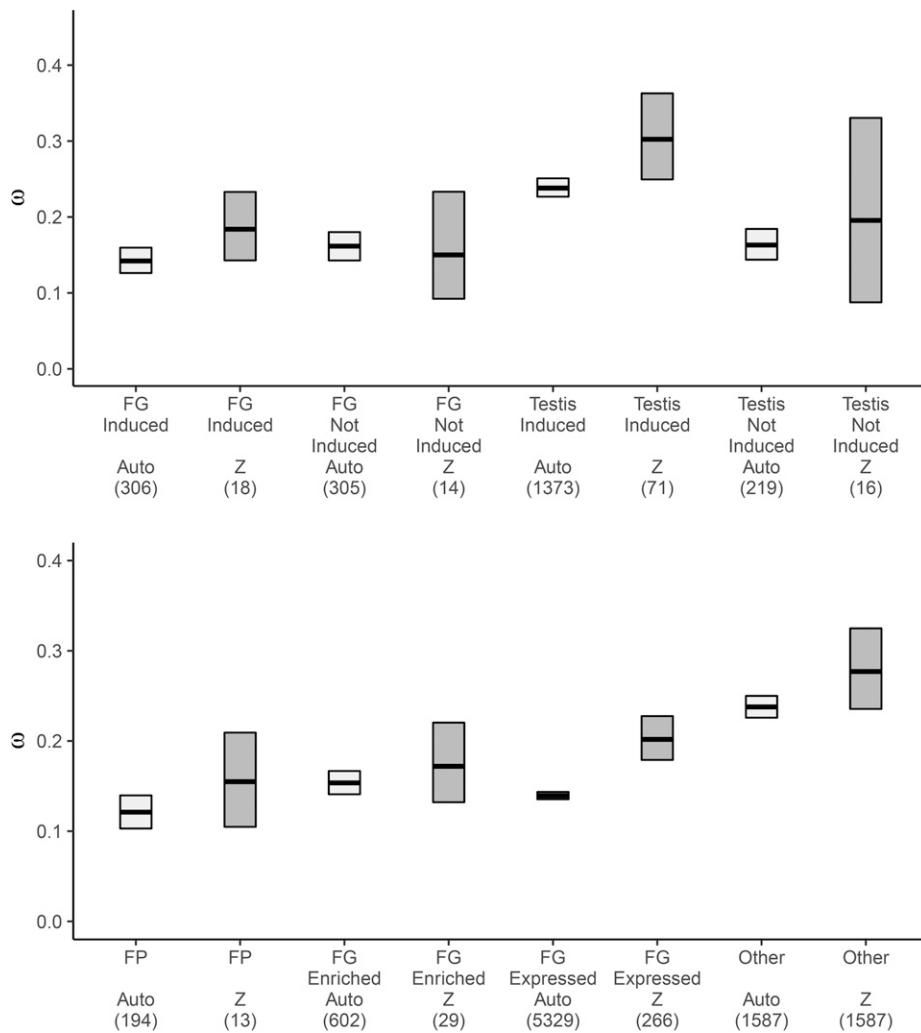 0.4
0.3
0.2
0.1
0.0
ω
FG Induced Auto (306)
FG Induced Z (18)
FG Not Induced Auto (305)
FG Not Induced Z (14)
Testis Induced Auto (1373)
Testis Induced Z (71)
Testis Not Induced Auto (219)
Testis Not Induced Z (16)
0.4
0.3
0.2
0.1
0.0
ω
FP Auto (194)
FP Z (13)
FG Enriched Auto (602)
FG Enriched Z (29)
FG Expressed Auto (5329)
FG Expressed Z (266)
Other Auto (1587)
Other Z (1587)